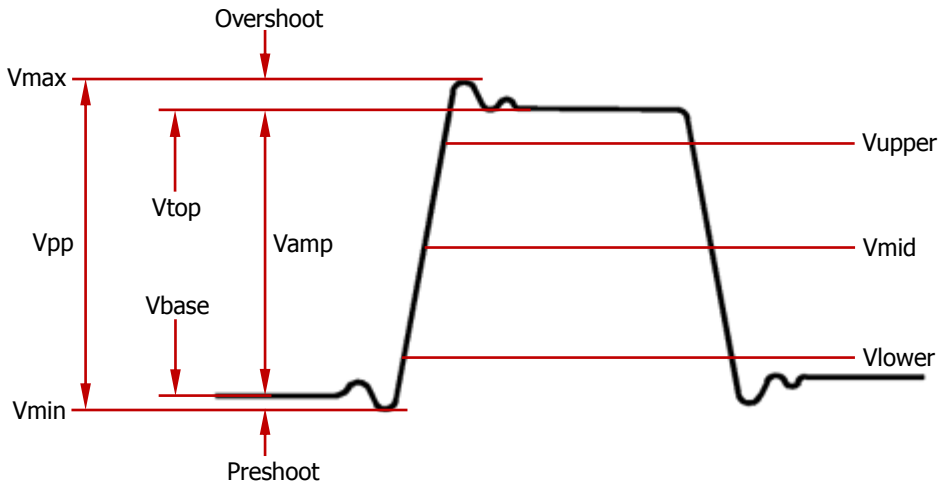 Overshoot
Vmax
Vupper
Vtop
Vpp
Vamp
Vmid
Vbase
Vlower
Vmin
Preshoot